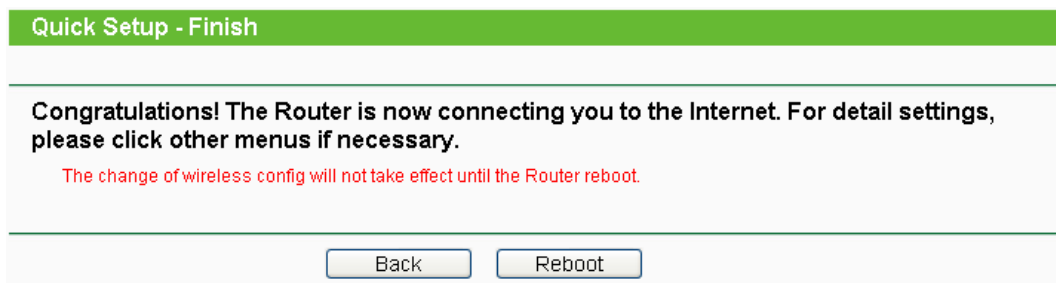 Quick Setup - Finish
Congratulations! The Router is now connecting you to the Internet. For detail settings,
please click other menus if necessary.
The change of wireless config will not take effect until the Router reboot.
Back Reboot